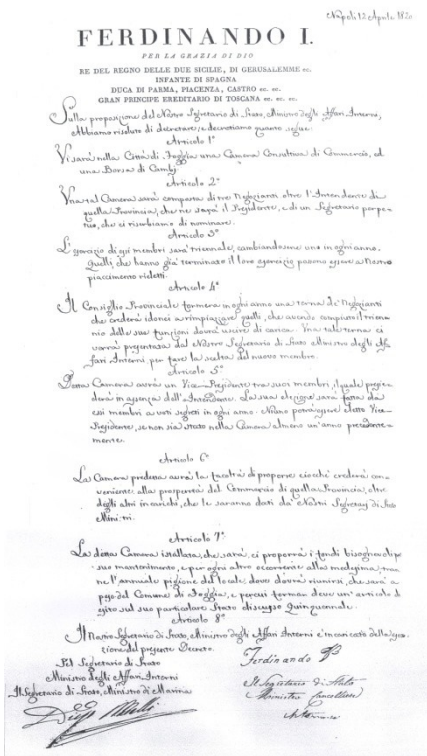 Napoli 12 Aprile 1820
FERDINANDO I.
PER LA GRAZIA DI DIO
RE DEL REGNO DELLE DUE SICILIE, DI GERUSALEMME ec.
INFANTE DI SPAGNA
DUCA DI PARMA, PIACENZA, CASTRO ec. ec.
GRAN PRINCIPE EREDITARIO DI TOSCANA ec. ec. ec.
Sulla proposizione del Nostro Segretario di Stato, Ministro degli Affari Interni,
Abbiamo risoluto di decretare, e decretiamo quanto segue.
Articolo 1°
Vi sarà nella Città di Foggia una Camera Consultiva di Commercio, ed
una Borsa di Cambj.
Articolo 2°
Una tal Camera sarà composta di tre Negozianti oltre l'Intendente di
quella Provincia, che ne sarà il Presidente, e di un Segretario perpe-
tuo, che ci riserbiamo di nominare.
Articolo 3°
L'esercizio di essi membri sarà triennale, cambiandosene uno in ogni anno.
Quelli che hanno già terminato il loro esercizio possono essere a Nostro
piacimento rieletti.
Articolo 4°
Il Consiglio Provinciale formerà in ogni anno una terna de' Negozianti
che crederà idonei a rimpiazzare quello, che avendo compiuto il trien-
nio delle sue funzioni dovrà uscire di carica. Una tale terna ci
verrà presentata dal Nostro Segretario di Stato Ministro degli Af-
fari Interni, per fare la scelta del nuovo membro.
Articolo 5°
Detta Camera avrà un Vice-Presidente tra suoi membri, il quale presie-
derà in assenza dell'Intendente. La sua elezione sarà fatta da
essi membri a voti segreti in ogni anno. Niuno potrà essere eletto Vice-
Presidente, se non sia stato nella Camera almeno un'anno precedente-
mente.
Articolo 6°
La Camera predetta avrà la facoltà di proporre ciocchè crederà con-
veniente alla prosperità del Commercio di quella Provincia, oltre
degli altri incarichi, che le saranno dati da' Nostri Segretarj di Stato
Ministri.
Articolo 7°
La detta Camera istallata, che sarà, ci proporrà i fondi bisognevoli pe'l
suo mantenimento, e per ogni altro occorrente alla medesima, meno
ne l'annuale pigione del locale dove dovrà riunirsi, che sarà a
peso del Comune di Foggia, e perciò formar deve un'articolo di
esito sul suo particolare Stato discusso Quinquennale.
Articolo 8°
Il Nostro Segretario di Stato, Ministro degli Affari Interni è incaricato della ese-
cuzione del presente Decreto.
Pel Segretario di Stato
Ministro degli Affari Interni
Il Segretario di Stato, Ministro di Marina
Ferdinando
Il Segretario di Stato
Ministro Cancelliere